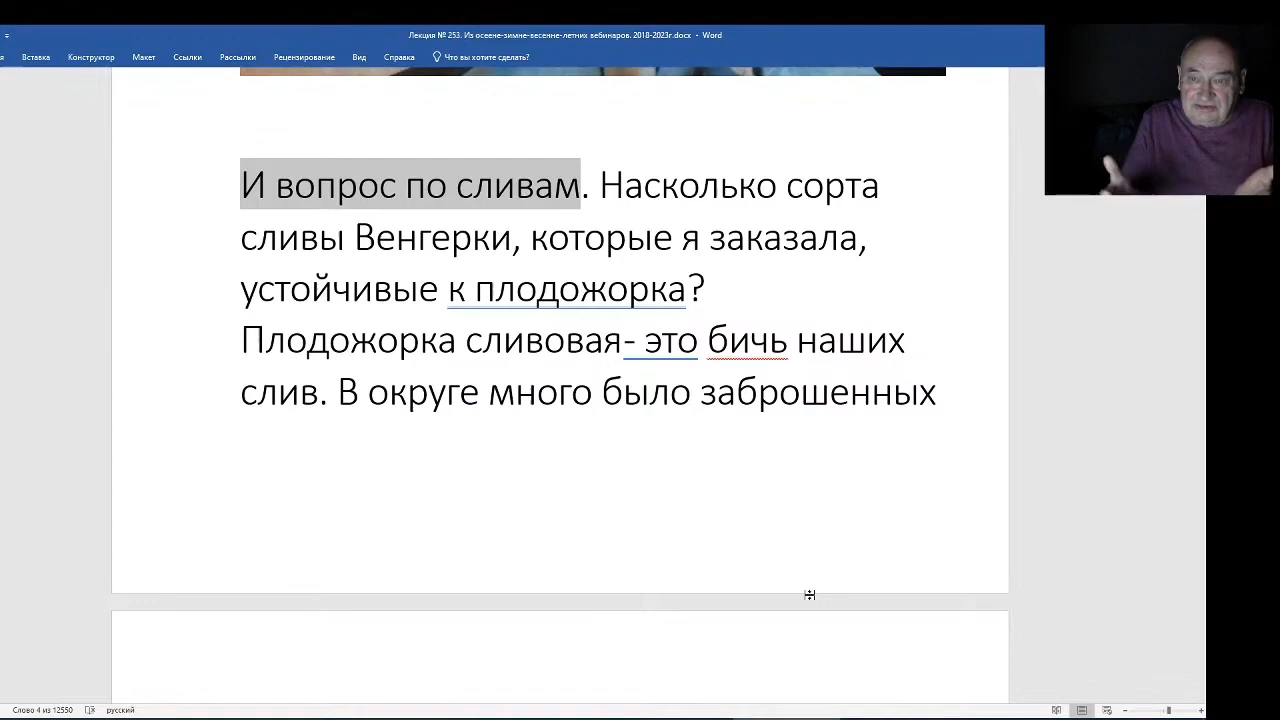 Лекция № 253. Из осеене-зимне-весенне-летних вебинаров. 2018-2023г.docx - Word
я Вставка Конструктор Макет Ссылки Рассылки Рецензирование Вид Справка Что вы хотите сделать?
И вопрос по сливам. Насколько сорта
сливы Венгерки, которые я заказала,
устойчивые к плодожорка?
Плодожорка сливовая- это бичь наших
слив. В округе много было заброшенных
Слово 4 из 12550 русский